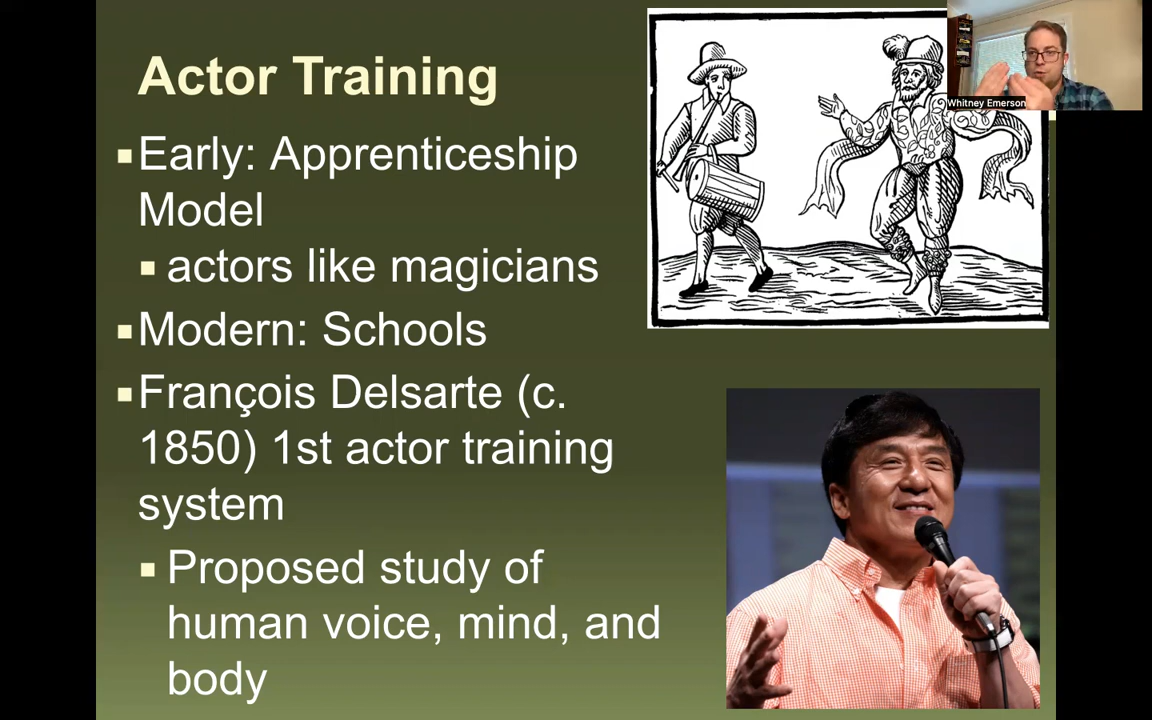 Actor Training
▪Early: Apprenticeship
Model
▪actors like magicians
▪Modern: Schools
▪François Delsarte (c.
1850) 1st actor training
system
▪Proposed study of
human voice, mind, and
body
Whitney Emerson